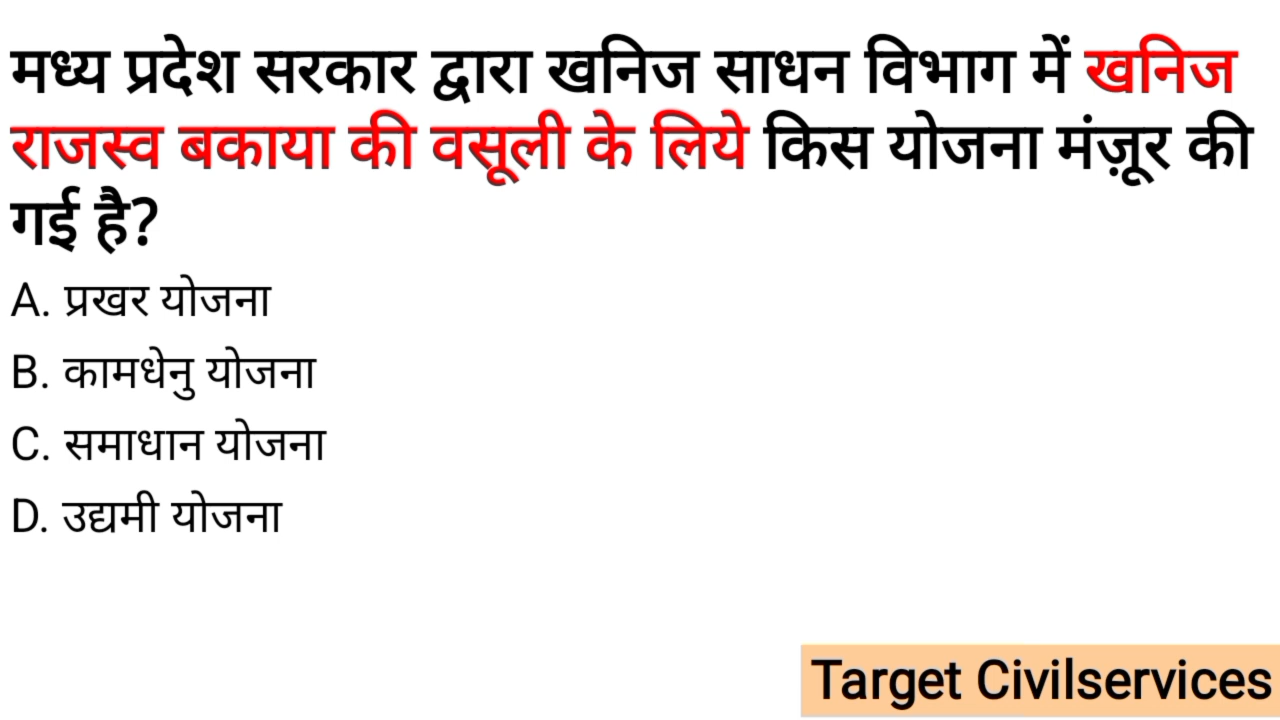 मध्य प्रदेश सरकार द्वारा खनिज साधन विभाग में खनिज
राजस्व बकाया की वसूली के लिये किस योजना मंज़ूर की
गई है?
A. प्रखर योजना
B. कामधेनु योजना
C. समाधान योजना
D. उद्यमी योजना
Target Civilservices